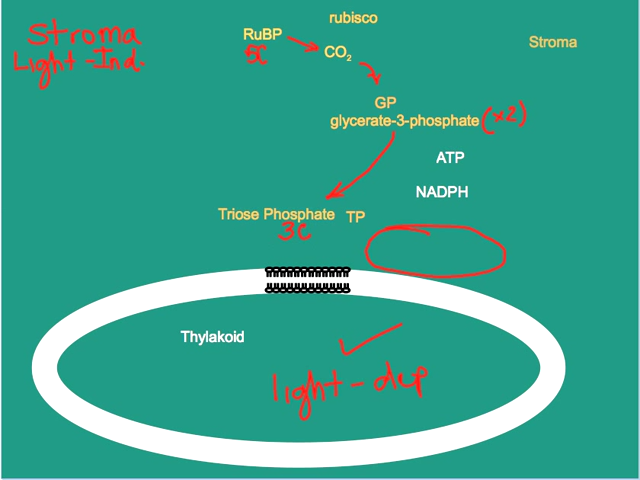 Stroma
Light-Ind.
rubisco
RuBP
5C
CO2
Stroma
GP
glycerate-3-phosphate (x2)
ATP
NADPH
Triose Phosphate TP
3C
Thylakoid
light-dep